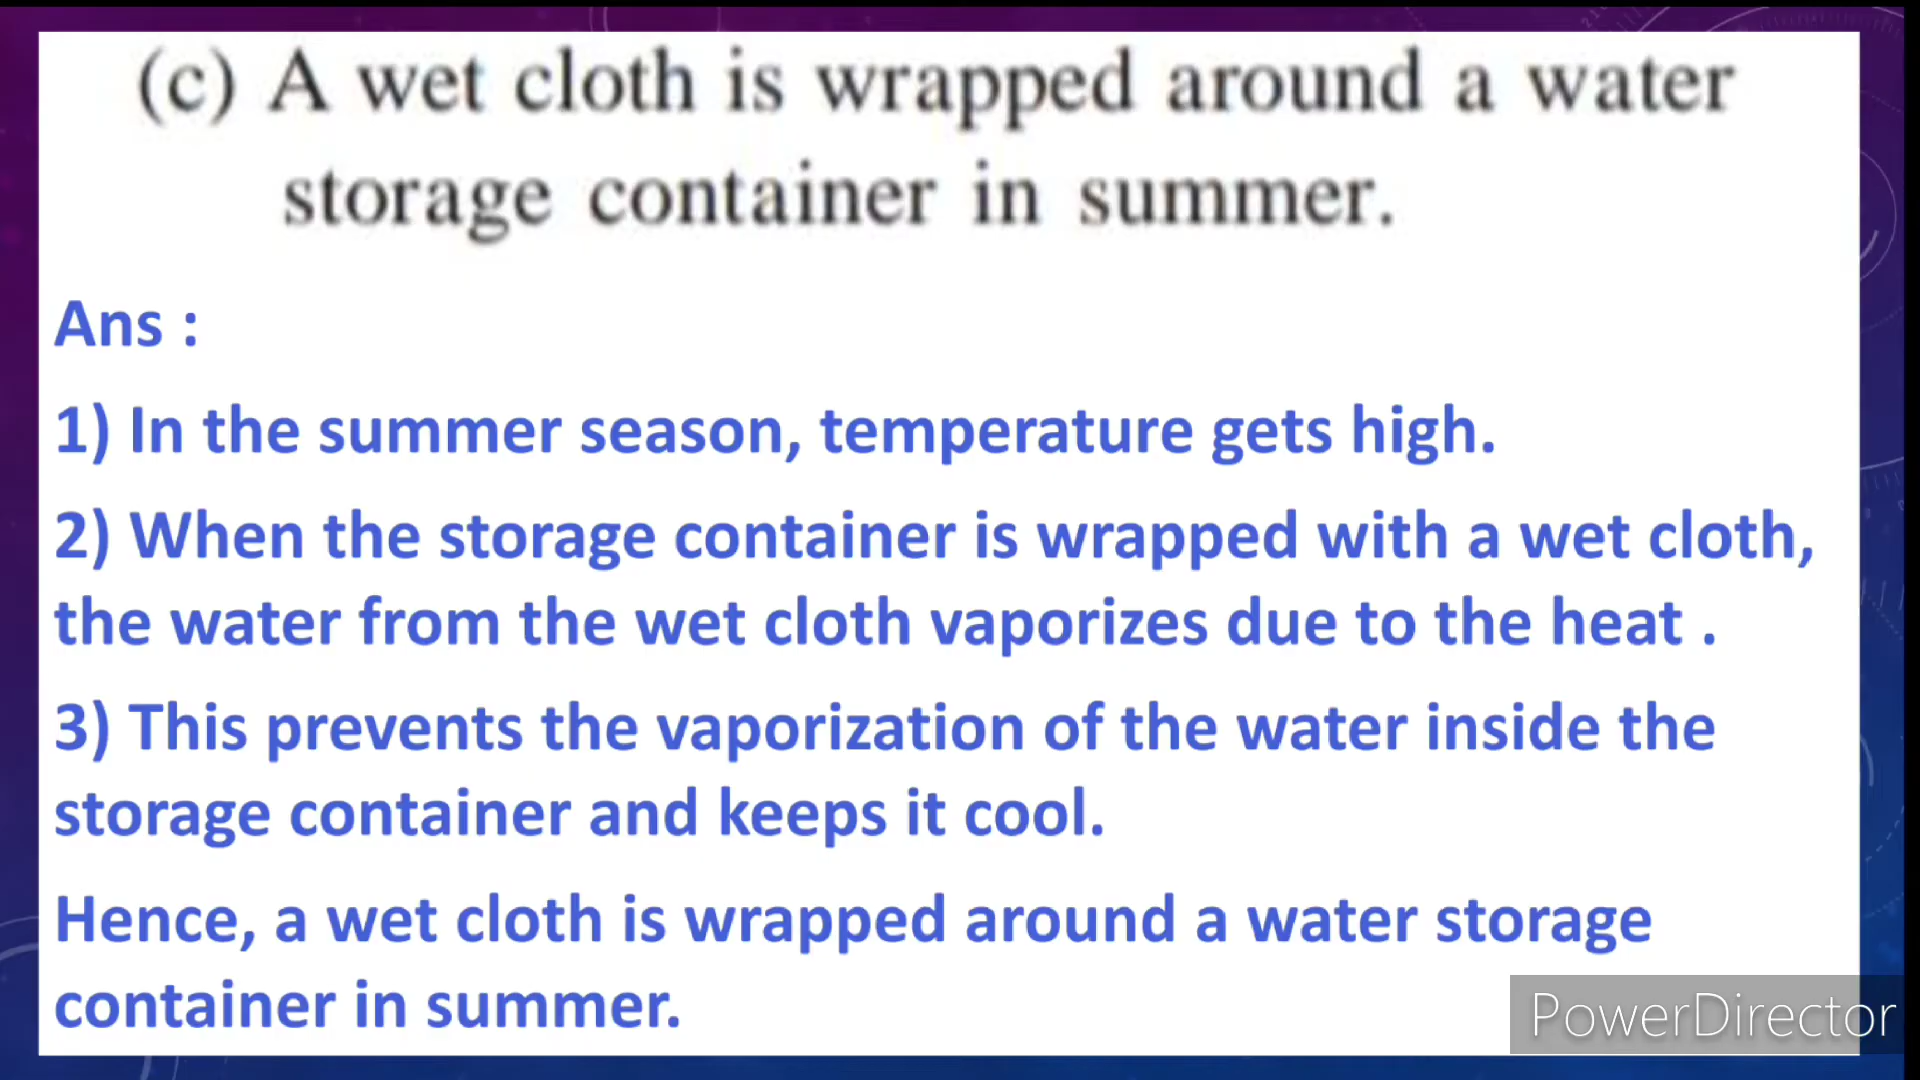 (c) A wet cloth is wrapped around a water
storage container in summer.
Ans :
1) In the summer season, temperature gets high.
2) When the storage container is wrapped with a wet cloth,
the water from the wet cloth vaporizes due to the heat .
3) This prevents the vaporization of the water inside the
storage container and keeps it cool.
Hence, a wet cloth is wrapped around a water storage
container in summer.
PowerDirector